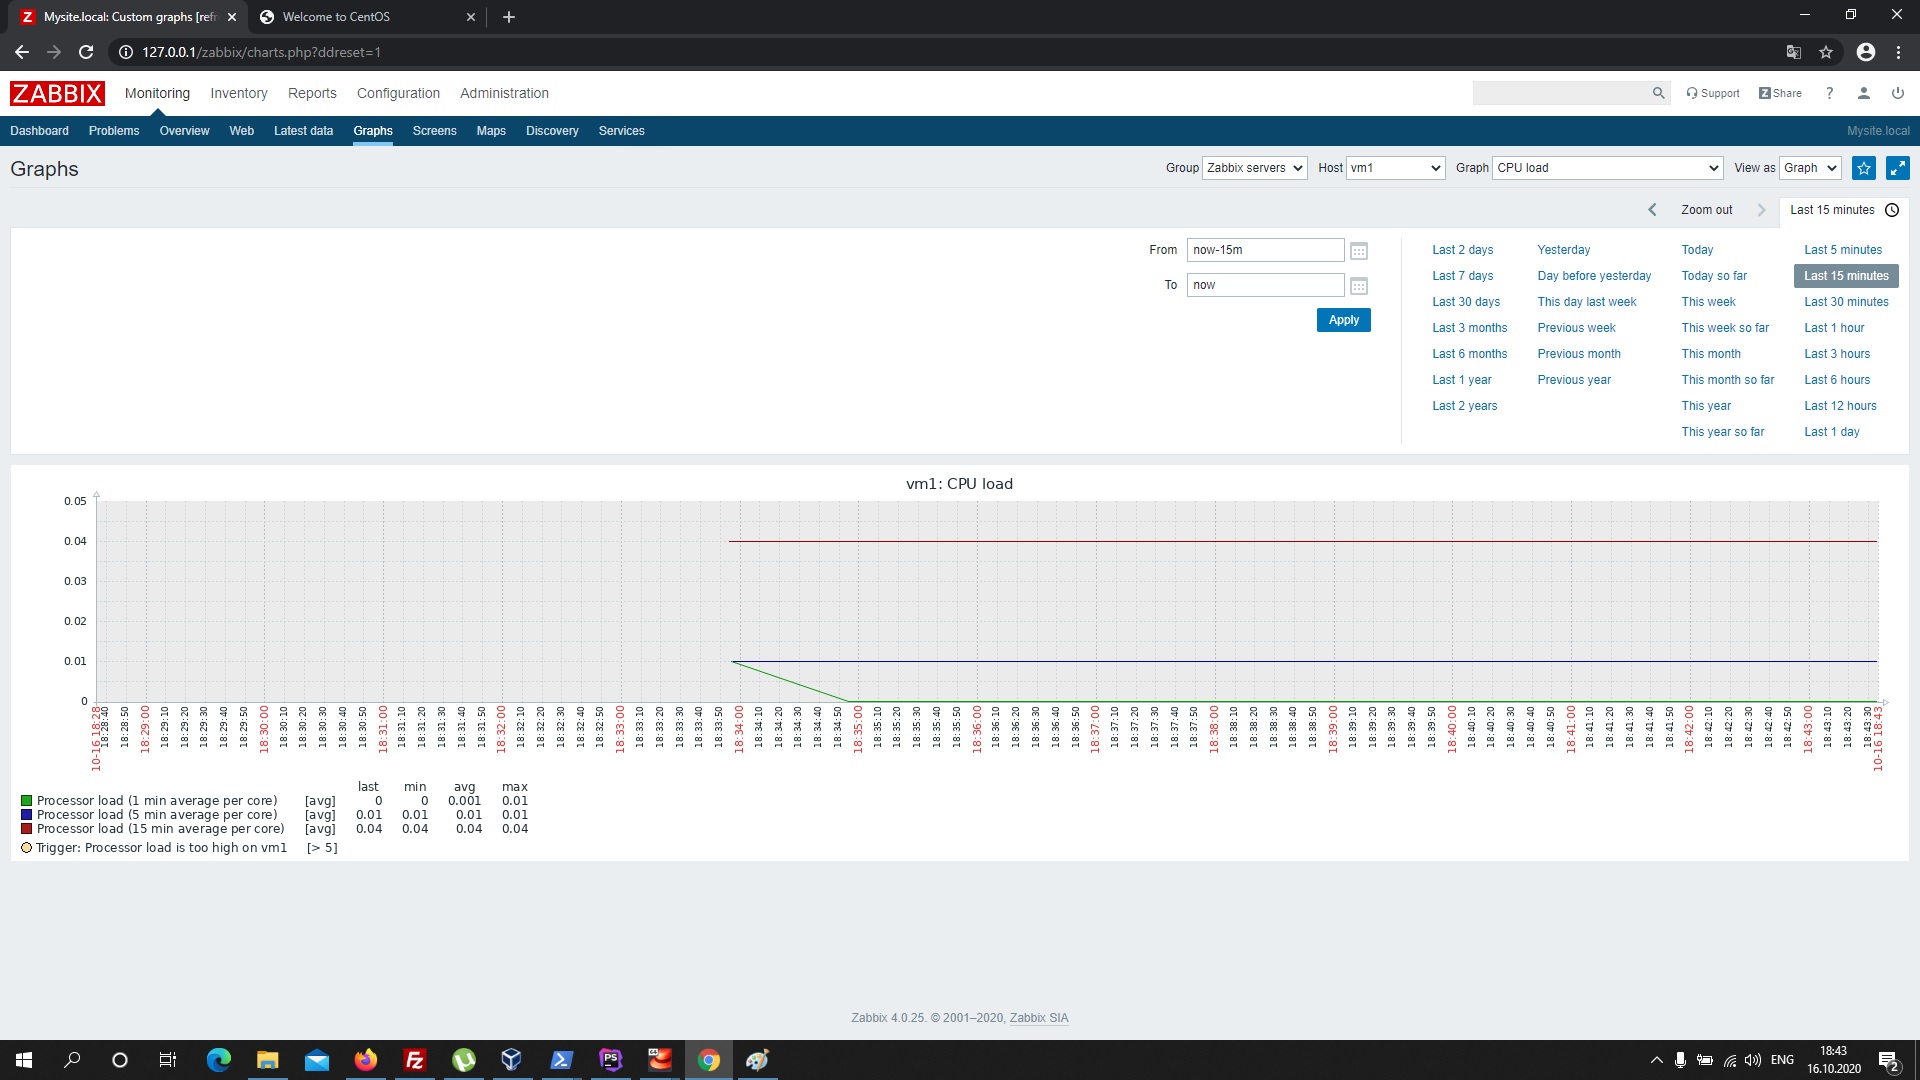 Mysite.local: Custom graphs [refr
Welcome to CentOS
127.0.0.1/zabbix/charts.php?ddreset=1
ZABBIX
Monitoring Inventory Reports Configuration Administration
Support Z Share ?
Dashboard Problems Overview Web Latest data Graphs Screens Maps Discovery Services Mysite.local
Graphs
Group Zabbix servers Host vm1 Graph CPU load View as Graph
Zoom out Last 15 minutes
From now-15m
To now
Apply
Last 2 days Yesterday Today Last 5 minutes
Last 7 days Day before yesterday Today so far Last 15 minutes
Last 30 days This day last week This week Last 30 minutes
Last 3 months Previous week This week so far Last 1 hour
Last 6 months Previous month This month Last 3 hours
Last 1 year Previous year This month so far Last 6 hours
Last 2 years This year Last 12 hours
This year so far Last 1 day
vm1: CPU load
0.05
0.04
0.03
0.02
0.01
0
10-16 18:28 18:28:40 18:28:50 18:29:00 18:29:10 18:29:20 18:29:30 18:29:40 18:29:50 18:30:00 18:30:10 18:30:20 18:30:30 18:30:40 18:30:50 18:31:00 18:31:10 18:31:20 18:31:30 18:31:40 18:31:50 18:32:00 18:32:10 18:32:20 18:32:30 18:32:40 18:32:50 18:33:00 18:33:10 18:33:20 18:33:30 18:33:40 18:33:50 18:34:00 18:34:10 18:34:20 18:34:30 18:34:40 18:34:50 18:35:00 18:35:10 18:35:20 18:35:30 18:35:40 18:35:50 18:36:00 18:36:10 18:36:20 18:36:30 18:36:40 18:36:50 18:37:00 18:37:10 18:37:20 18:37:30 18:37:40 18:37:50 18:38:00 18:38:10 18:38:20 18:38:30 18:38:40 18:38:50 18:39:00 18:39:10 18:39:20 18:39:30 18:39:40 18:39:50 18:40:00 18:40:10 18:40:20 18:40:30 18:40:40 18:40:50 18:41:00 18:41:10 18:41:20 18:41:30 18:41:40 18:41:50 18:42:00 18:42:10 18:42:20 18:42:30 18:42:40 18:42:50 18:43:00 18:43:10 18:43:20 18:43:30 10-16 18:43
last min avg max
Processor load (1 min average per core) [avg] 0 0 0.001 0.01
Processor load (5 min average per core) [avg] 0.01 0.01 0.01 0.01
Processor load (15 min average per core) [avg] 0.04 0.04 0.04 0.04
Trigger: Processor load is too high on vm1 [> 5]
Zabbix 4.0.25. © 2001–2020, Zabbix SIA
Fz
PS
64
ENG
18:43
16.10.2020
2